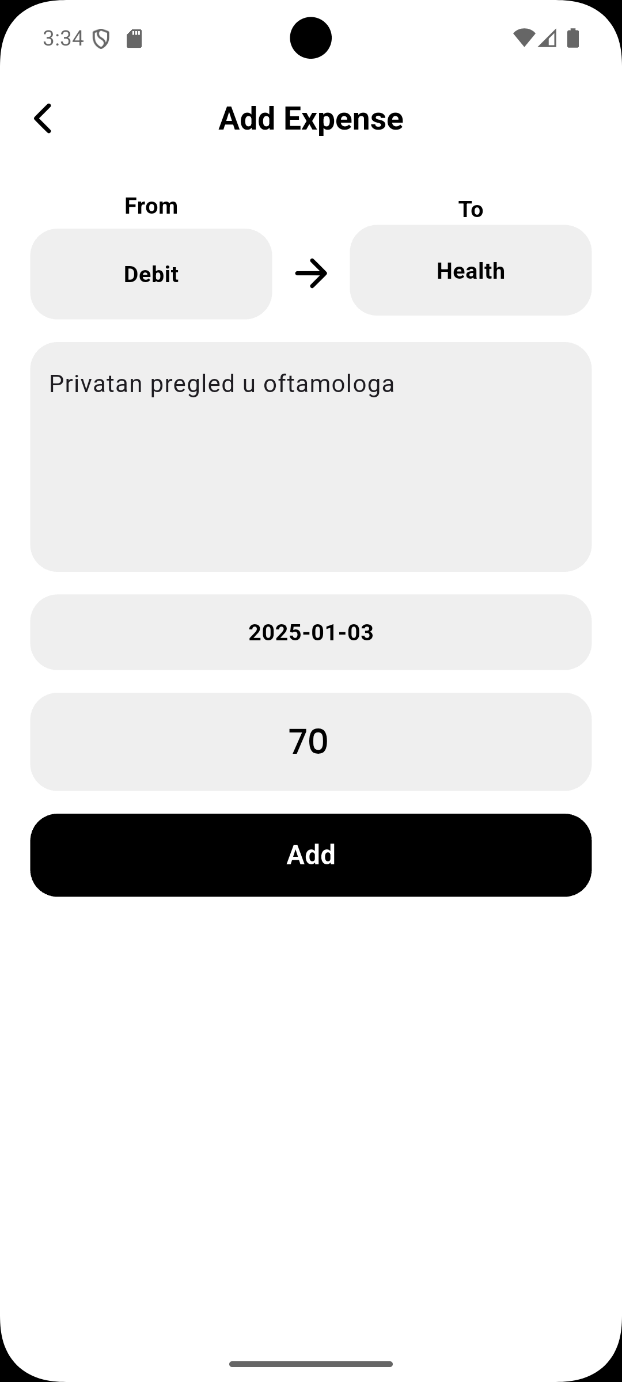 3:34
Add Expense
From
To
Debit
Health
Privatan pregled u oftamologa
2025-01-03
70
Add